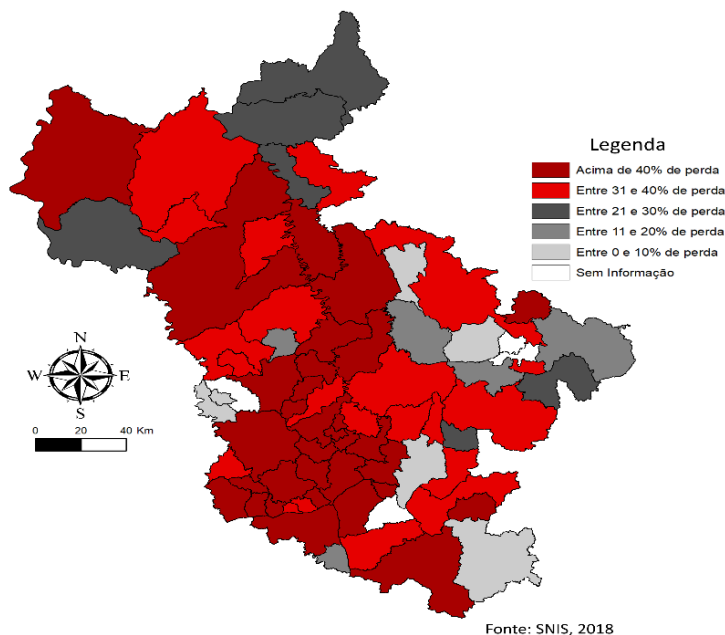 Legenda
Acima de 40% de perda
Entre 31 e 40% de perda
Entre 21 e 30% de perda
Entre 11 e 20% de perda
Entre 0 e 10% de perda
Sem Informação
N
W E
S
0 20 40 Km
Fonte: SNIS, 2018